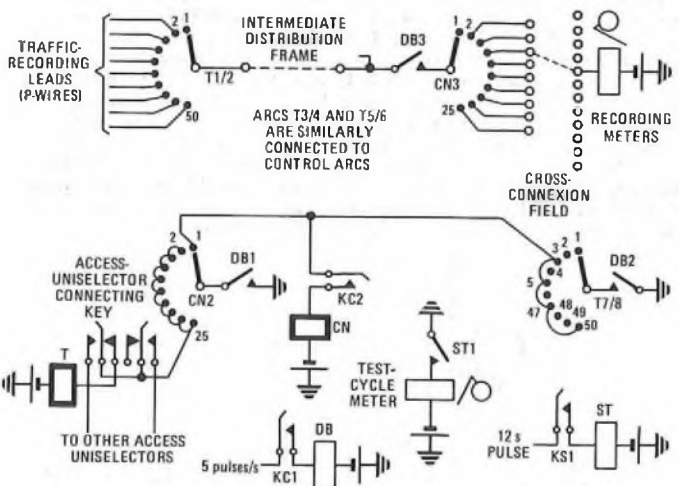 TRAFFIC-
RECORDING
LEADS
(P-WIRES)
2
1
50
T1/2
INTERMEDIATE
DISTRIBUTION
FRAME
DB3
1
2
CN3
25
RECORDING
METERS
ARCS T3/4 AND T5/6
ARE SIMILARLY
CONNECTED TO
CONTROL ARCS
CROSS-
CONNEXION
FIELD
ACCESS-
UNISELECTOR
CONNECTING
KEY
2
1
DB1
CN2
25
KC2
CN
3
2
1
4
5
47
48
49
50
DB2
T7/8
T
TO OTHER ACCESS
UNISELECTORS
ST1
TEST-
CYCLE
METER
5 pulses/s
KC1
DB
12 s
PULSE
KS1
ST